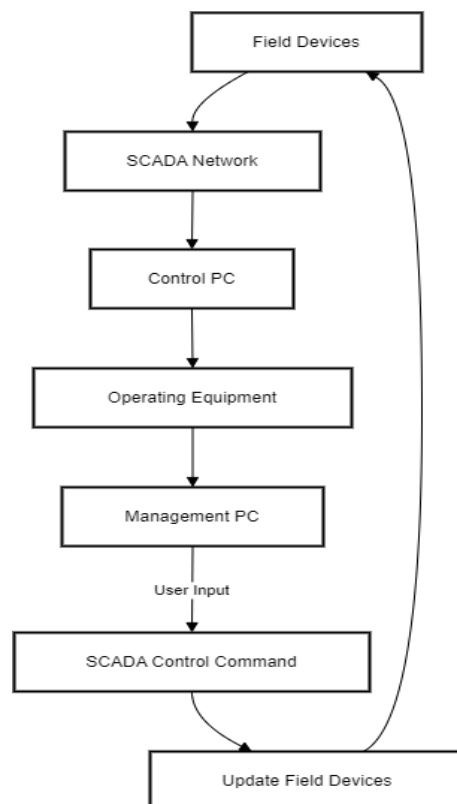 Field Devices
SCADA Network
Control PC
Operating Equipment
Management PC
User Input
SCADA Control Command
Update Field Devices